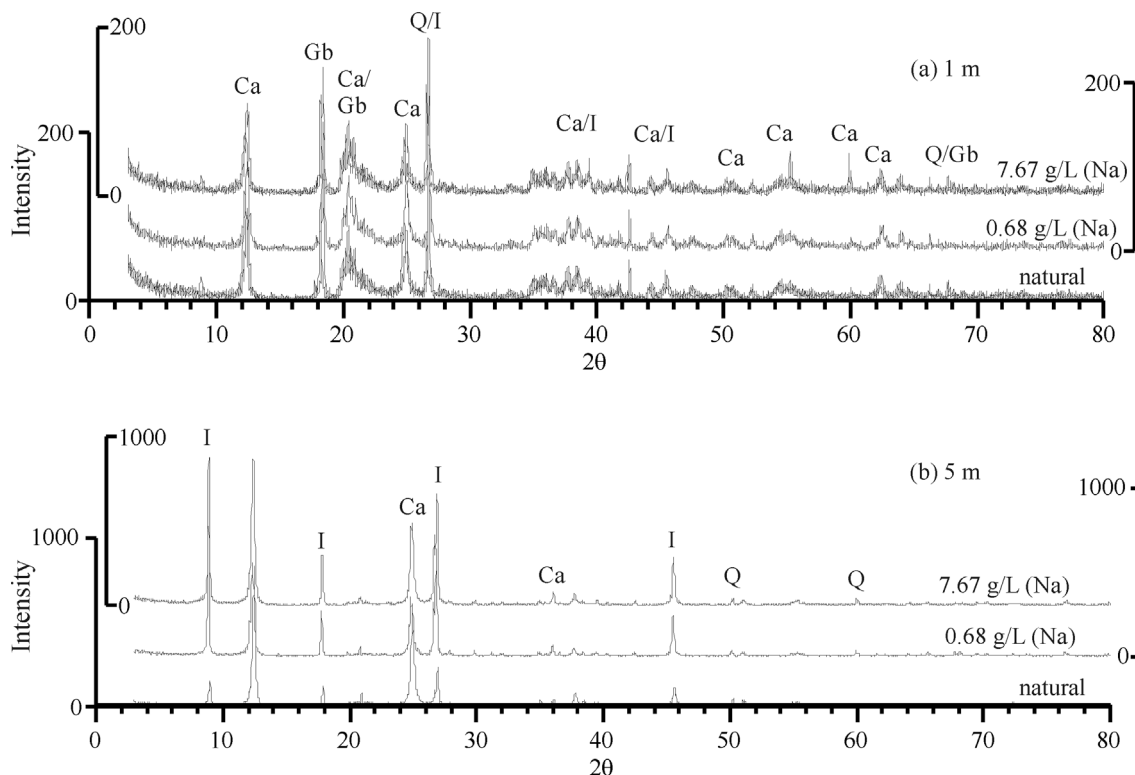 200
Q/I
Gb
(a) 1 m
Ca
Ca/
Gb
Ca
200
200
Ca/I
Ca/I
Ca
Ca
Ca
Ca
Q/Gb
7.67 g/L (Na)
Intensity
0
0.68 g/L (Na)
0
natural
0
0 10 20 30 40 50 60 70 80
2θ
1000
I
I
(b) 5 m
1000
Ca
1000
I
I
Ca
Q
Q
7.67 g/L (Na)
Intensity
0
0.68 g/L (Na)
0
natural
0
0 10 20 30 40 50 60 70 80
2θ